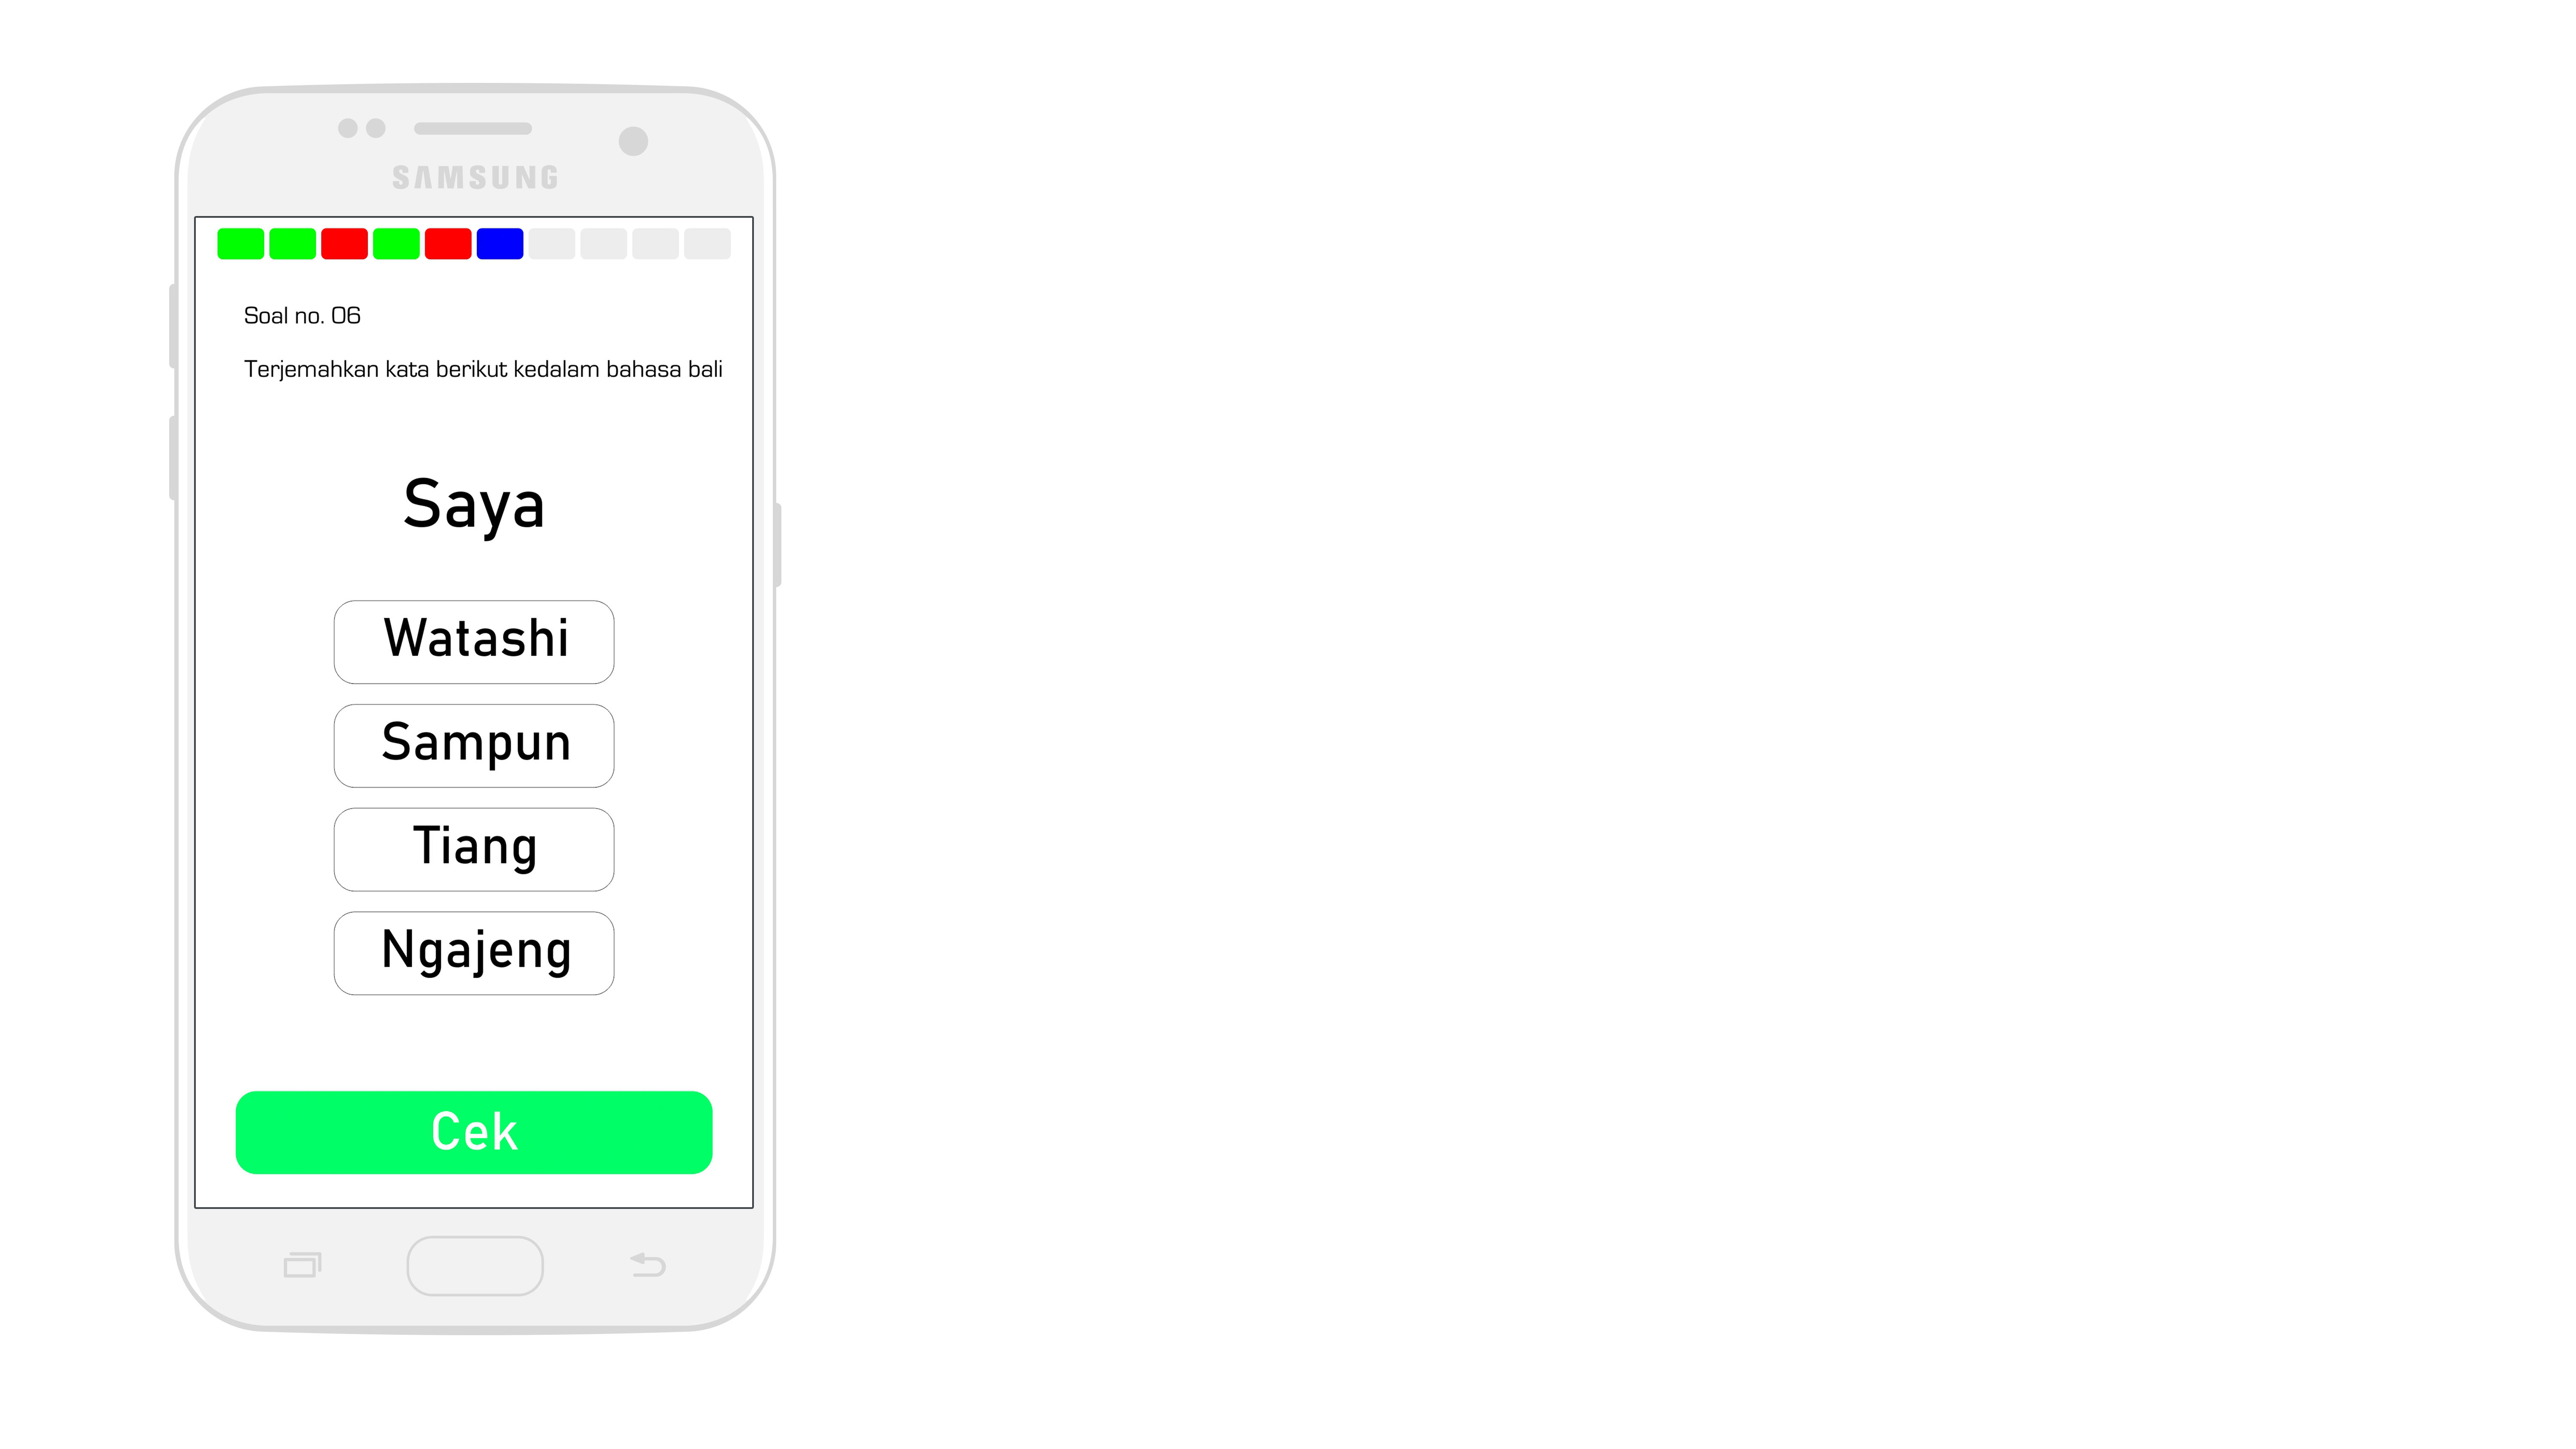 SAMSUNG
Soal no. 06
Terjemahkan kata berikut kedalam bahasa bali
Saya
Watashi
Sampun
Tiang
Ngajeng
Cek